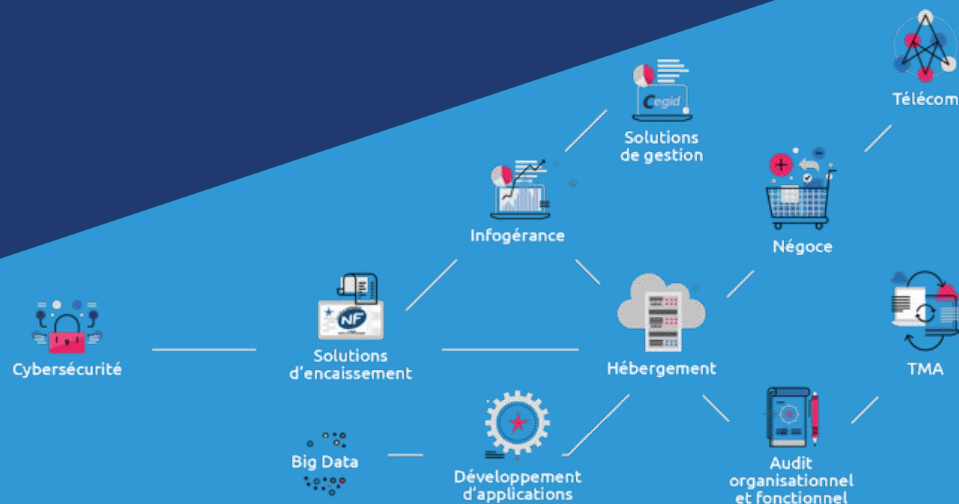 Télécom
Cegid
Solutions
de gestion
Infogérance
Négoce
NF
Cybersécurité
Solutions
d'encaissement
Hébergement
TMA
Big Data
Développement
d'applications
Audit
organisationnel
et fonctionnel